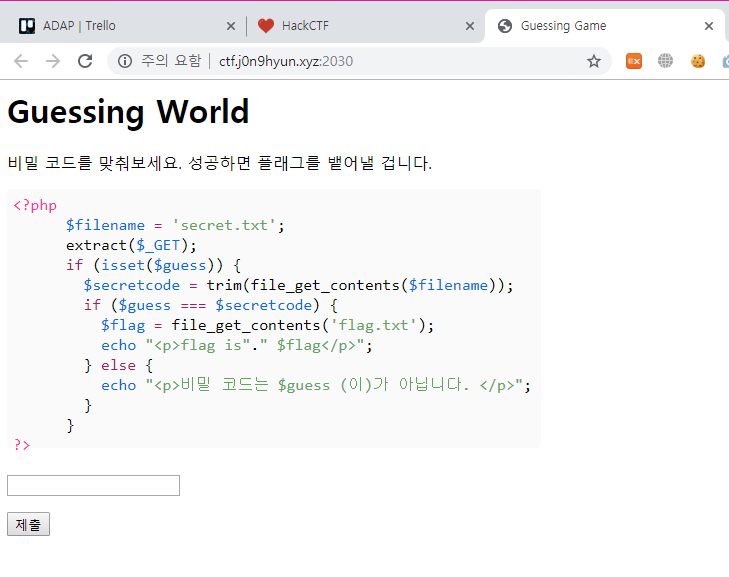 ADAP | Trello
HackCTF
Guessing Game
주의 요함 | ctf.j0n9hyun.xyz:2030
Guessing World
비밀 코드를 맞춰보세요. 성공하면 플래그를 뱉어낼 겁니다.
<?php
$filename = 'secret.txt';
extract($_GET);
if (isset($guess)) {
$secretcode = trim(file_get_contents($filename));
if ($guess === $secretcode) {
$flag = file_get_contents('flag.txt');
echo "<p>flag is"." $flag</p>";
} else {
echo "<p>비밀 코드는 $guess (이)가 아닙니다. </p>";
}
}
?>
제출